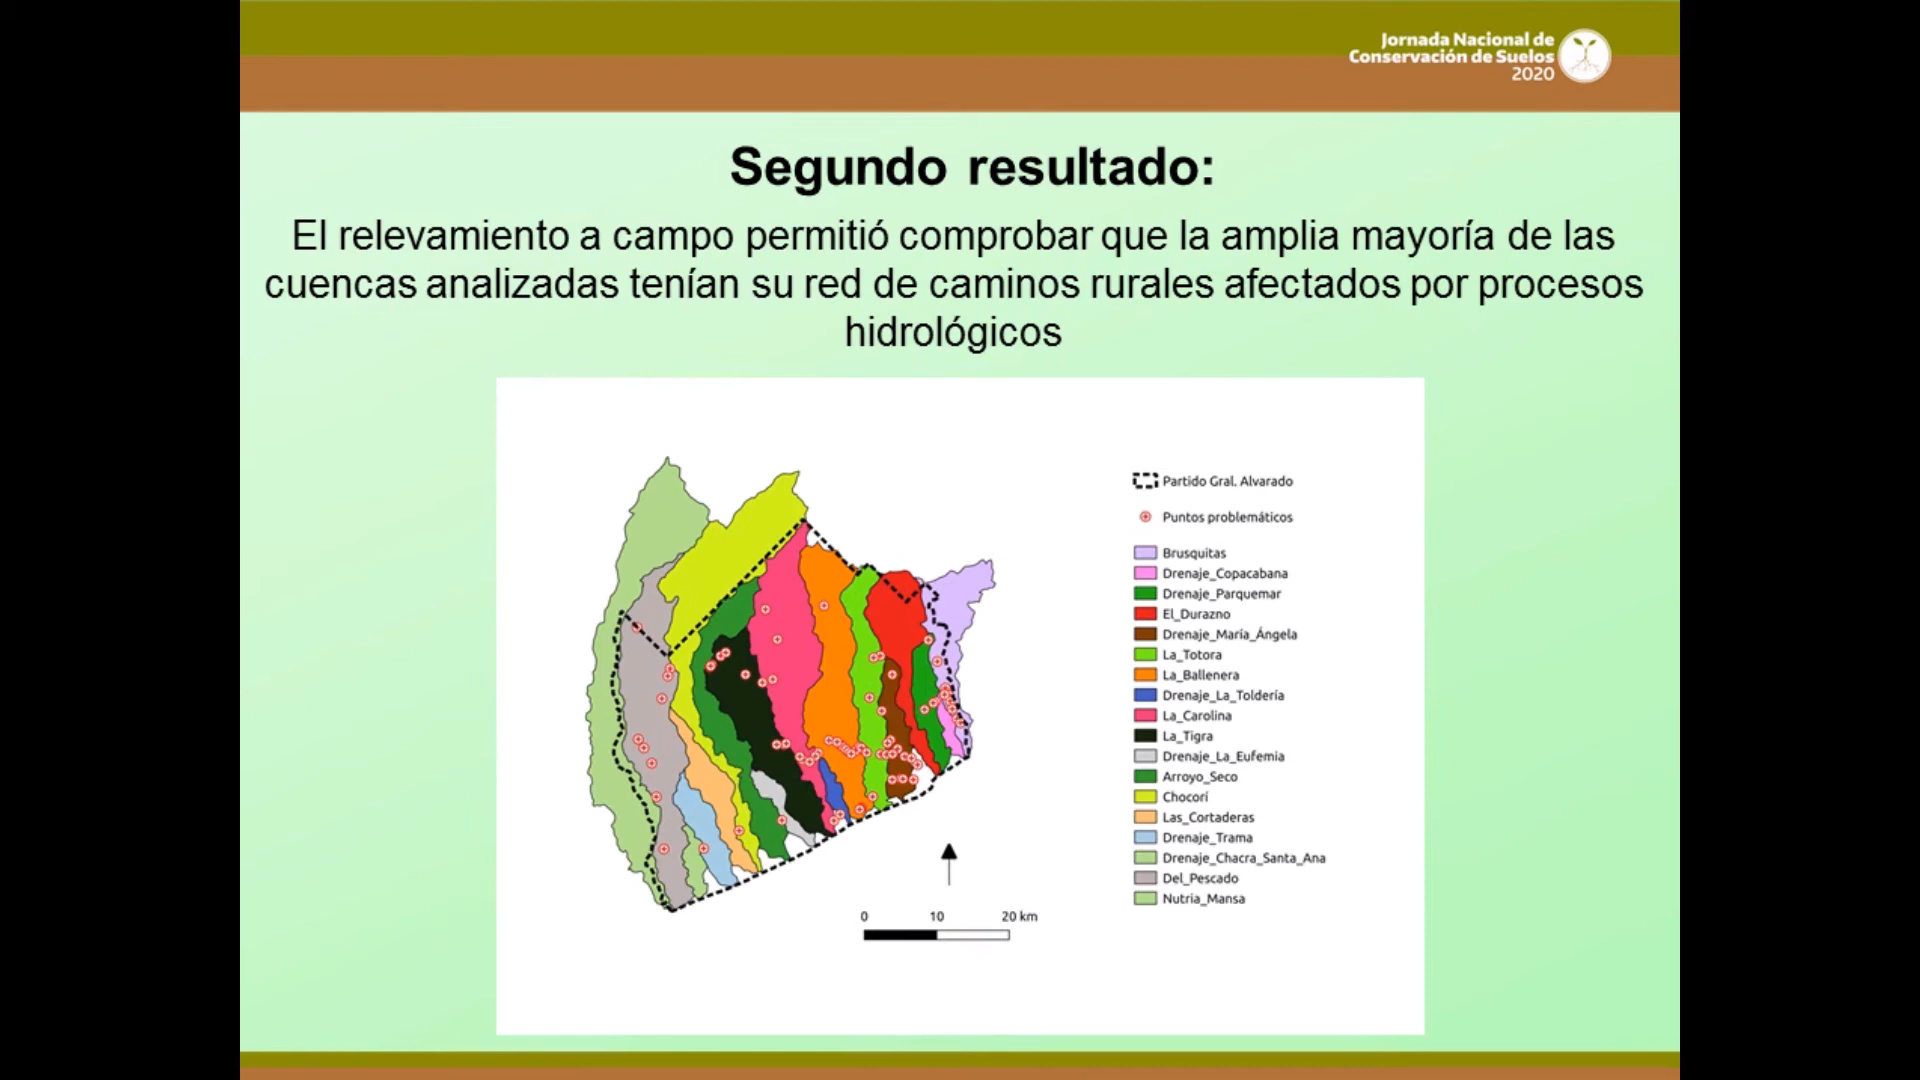 Jornada Nacional de
Conservación de Suelos
2020
Segundo resultado:
El relevamiento a campo permitió comprobar que la amplia mayoría de las
cuencas analizadas tenían su red de caminos rurales afectados por procesos
hidrológicos
Partido Gral. Alvarado
Puntos problemáticos
Brusquitas
Drenaje_Copacabana
Drenaje_Parquemar
El_Durazno
Drenaje_María_Ángela
La_Totora
La_Ballenera
Drenaje_La_Toldería
La_Carolina
La_Tigra
Drenaje_La_Eufemia
Arroyo_Seco
Chocorí
Las_Cortaderas
Drenaje_Trama
Drenaje_Chacra_Santa_Ana
Del_Pescado
Nutria_Mansa
0 10 20 km